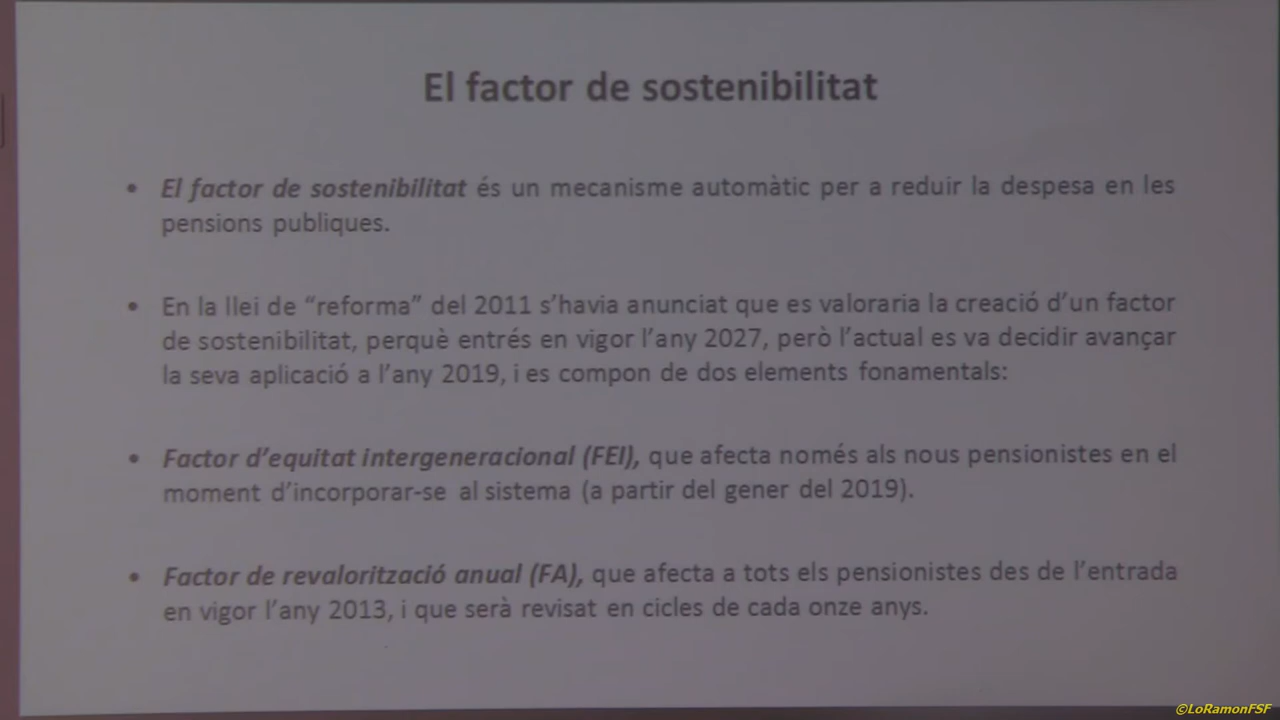 El factor de sostenibilitat
• El factor de sostenibilitat és un mecanisme automàtic per a reduir la despesa en les
pensions publiques.
• En la llei de “reforma” del 2011 s’havia anunciat que es valoraria la creació d’un factor
de sostenibilitat, perquè entrés en vigor l’any 2027, però l’actual es va decidir avançar
la seva aplicació a l’any 2019, i es compon de dos elements fonamentals:
• Factor d’equitat intergeneracional (FEI), que afecta només als nous pensionistes en el
moment d’incorporar-se al sistema (a partir del gener del 2019).
• Factor de revalorització anual (FA), que afecta a tots els pensionistes des de l’entrada
en vigor l’any 2013, i que serà revisat en cicles de cada onze anys.
©LoRamonFSF